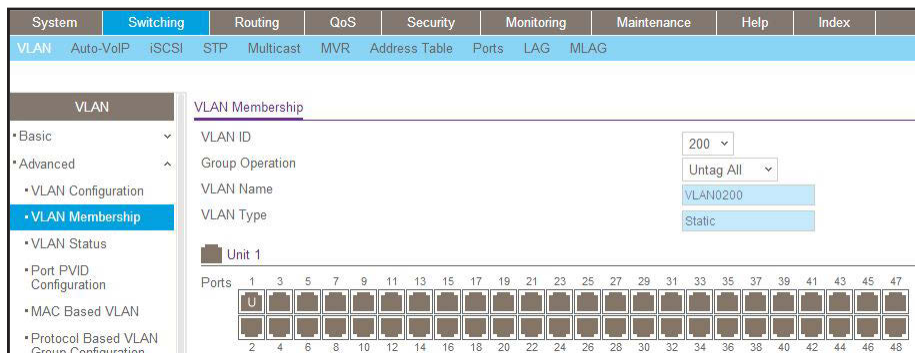 System Switching Routing QoS Security Monitoring Maintenance Help Index
VLAN Auto-VoIP iSCSI STP Multicast MVR Address Table Ports LAG MLAG
VLAN
Basic
Advanced
VLAN Configuration
VLAN Membership
VLAN Status
Port PVID
Configuration
MAC Based VLAN
Protocol Based VLAN
Group Configuration
VLAN Membership
VLAN ID 200
Group Operation Untag All
VLAN Name VLAN0200
VLAN Type Static
Unit 1
Ports 1 3 5 7 9 11 13 15 17 19 21 23 25 27 29 31 33 35 37 39 41 43 45 47
U
2 4 6 8 10 12 14 16 18 20 22 24 26 28 30 32 34 36 38 40 42 44 46 48